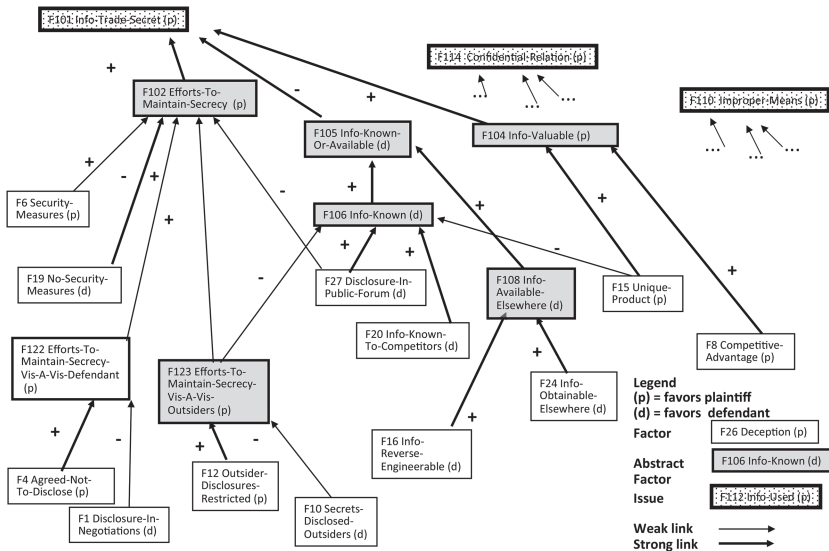 F101 Info-Trade-Secret (p)
F114 Confidential-Relation (p)
F110 Improper-Means (p)
+
-
+
F102 Efforts-To-
Maintain-Secrecy  (p)
F105 Info-Known-
Or-Available (d)
F104 Info-Valuable (p)
...
...
...
...
...
...
+
-
+
+
-
+
+
+
F6 Security-
Measures (p)
F106 Info-Known (d)
+
+
-
-
+
F19 No-Security-
Measures (d)
F27 Disclosure-In-
Public-Forum (d)
F108 Info-
Available-
Elsewhere (d)
F15 Unique-
Product (p)
F20 Info-Known-
To-Competitors (d)
F8 Competitive-
Advantage (p)
F122 Efforts-To-
Maintain-Secrecy-
Vis-A-Vis-Defendant
(p)
F123 Efforts-To-
Maintain-Secrecy-
Vis-A-Vis-
Outsiders (p)
+
F24 Info-
Obtainable-
Elsewhere (d)
+
-
+
-
+
F4 Agreed-Not-
To-Disclose (p)
F1 Disclosure-In-
Negotiations (d)
F12 Outsider-
Disclosures-
Restricted (p)
F10 Secrets-
Disclosed-
Outsiders (d)
F16 Info-
Reverse-
Engineerable (d)
Legend
(p) = favors plaintiff
(d) = favors  defendant
Factor
F26 Deception (p)
Abstract
Factor
F106 Info-Known (d)
Issue
F112 Info-Used (p)
Weak link
Strong link